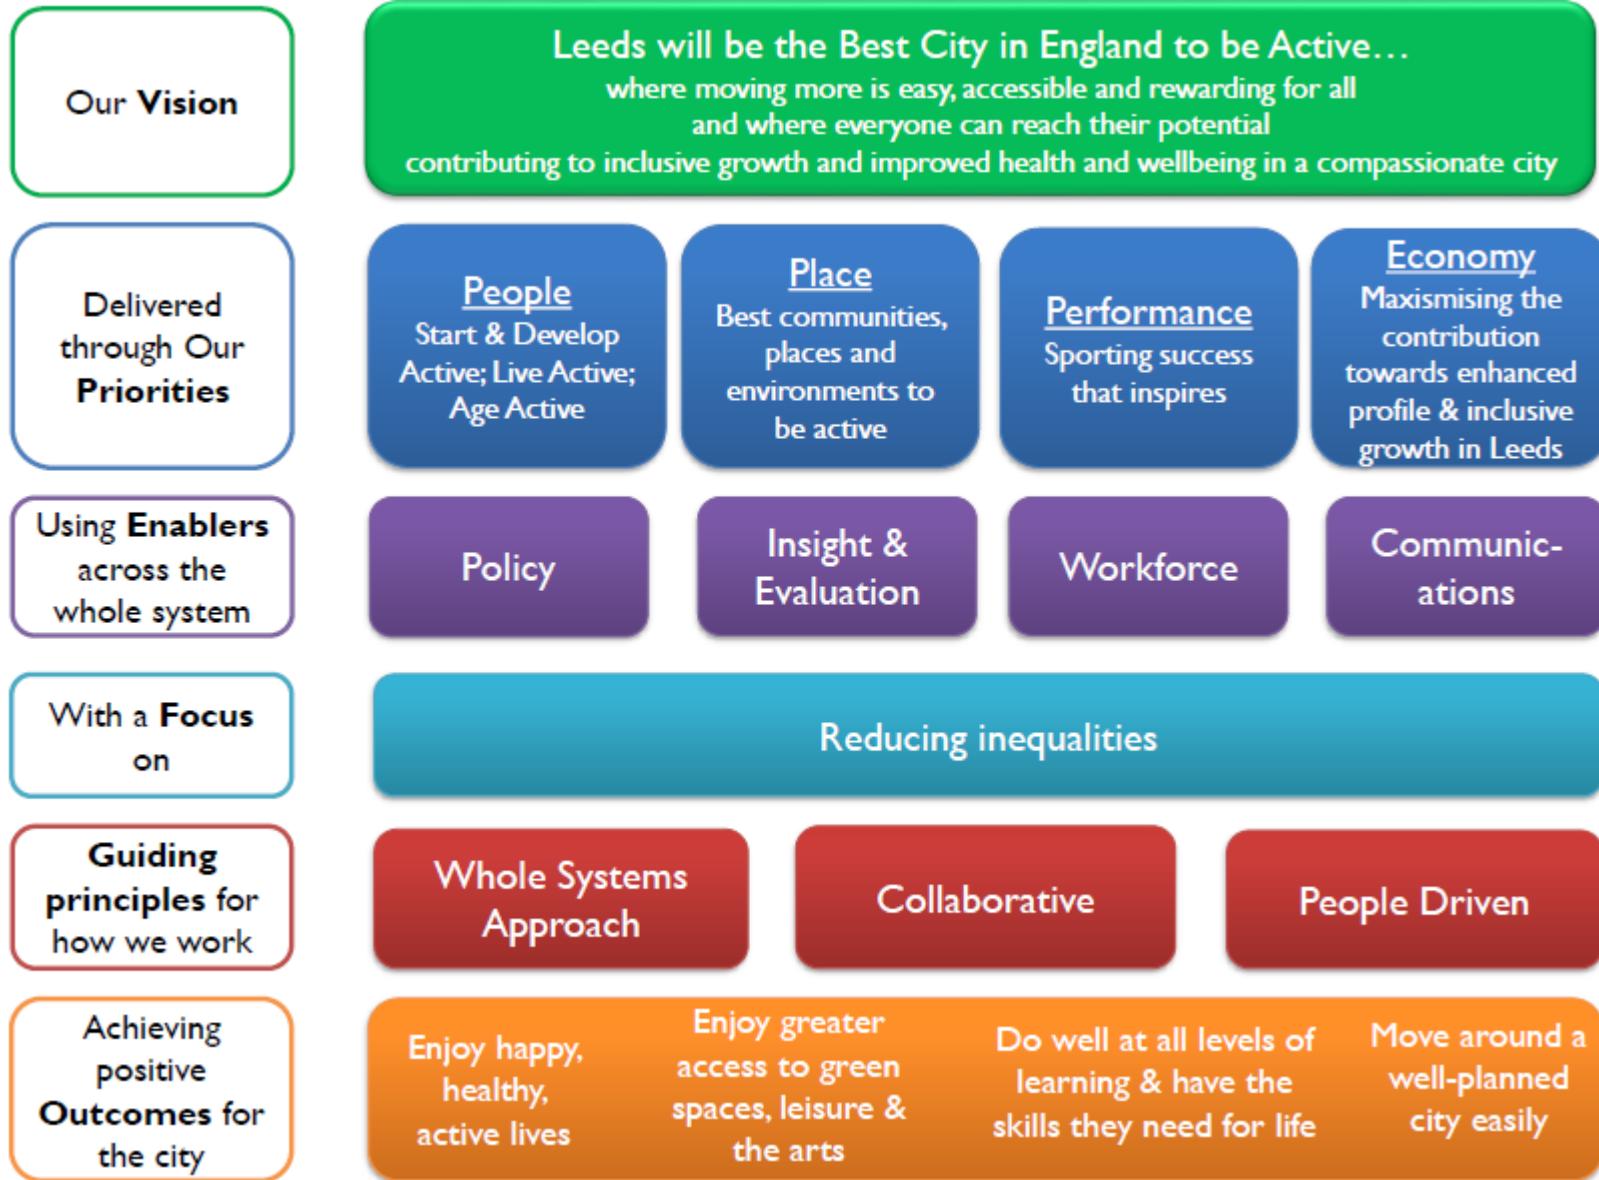 Our Vision
Leeds will be the Best City in England to be Active…
where moving more is easy, accessible and rewarding for all
and where everyone can reach their potential
contributing to inclusive growth and improved health and wellbeing in a compassionate city
Delivered
through Our
Priorities
People
Start & Develop
Active; Live Active;
Age Active
Place
Best communities,
places and
environments to
be active
Performance
Sporting success
that inspires
Economy
Maxismising the
contribution
towards enhanced
profile & inclusive
growth in Leeds
Using Enablers
across the
whole system
Policy
Insight &
Evaluation
Workforce
Communic-
ations
With a Focus
on
Reducing inequalities
Guiding
principles for
how we work
Whole Systems
Approach
Collaborative
People Driven
Achieving
positive
Outcomes for
the city
Enjoy happy,
healthy,
active lives
Enjoy greater
access to green
spaces, leisure &
the arts
Do well at all levels of
learning & have the
skills they need for life
Move around a
well-planned
city easily